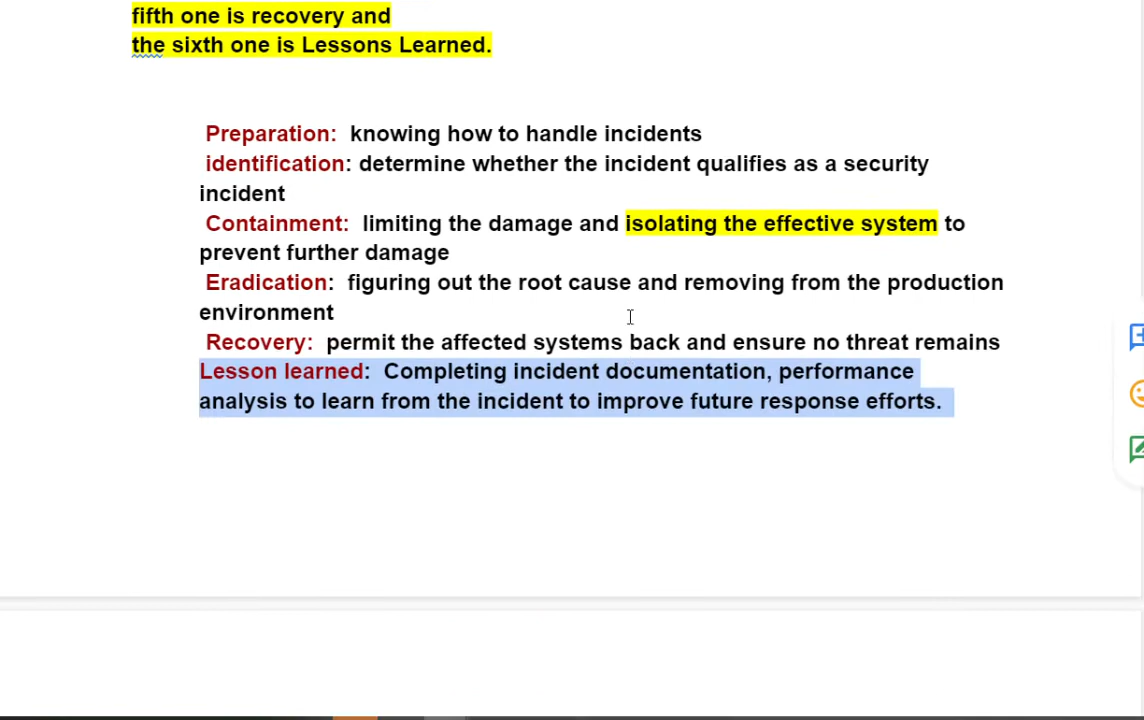 fifth one is recovery and
the sixth one is Lessons Learned.
Preparation: knowing how to handle incidents
identification: determine whether the incident qualifies as a security
incident
Containment: limiting the damage and isolating the effective system to
prevent further damage
Eradication: figuring out the root cause and removing from the production
environment
Recovery: permit the affected systems back and ensure no threat remains
Lesson learned: Completing incident documentation, performance
analysis to learn from the incident to improve future response efforts.